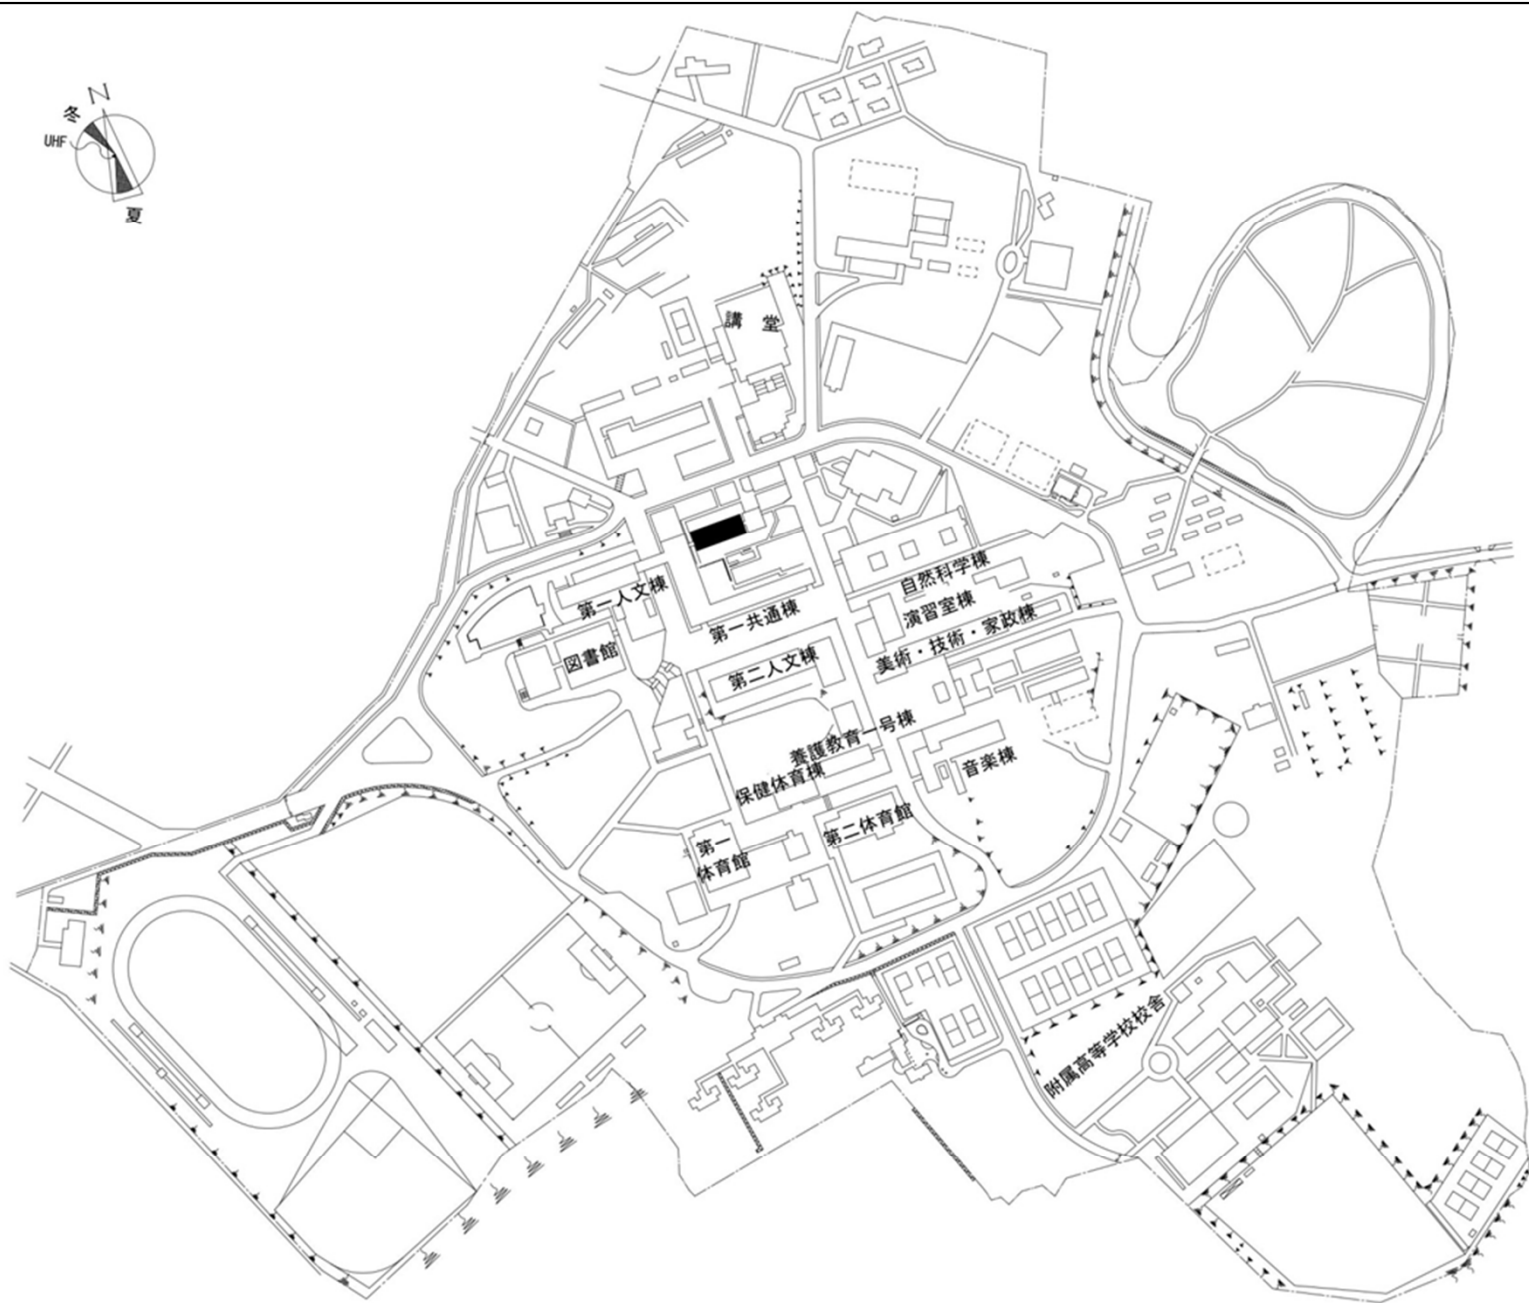 N
冬
UHF
夏
講堂
自然科学棟
第一人文棟
演習室棟
第一共通棟
美術・技術・家政棟
図書館
第二人文棟
養護教育一号棟
音楽棟
保健体育棟
第二体育館
第一
体育館
附属高等学校校舎